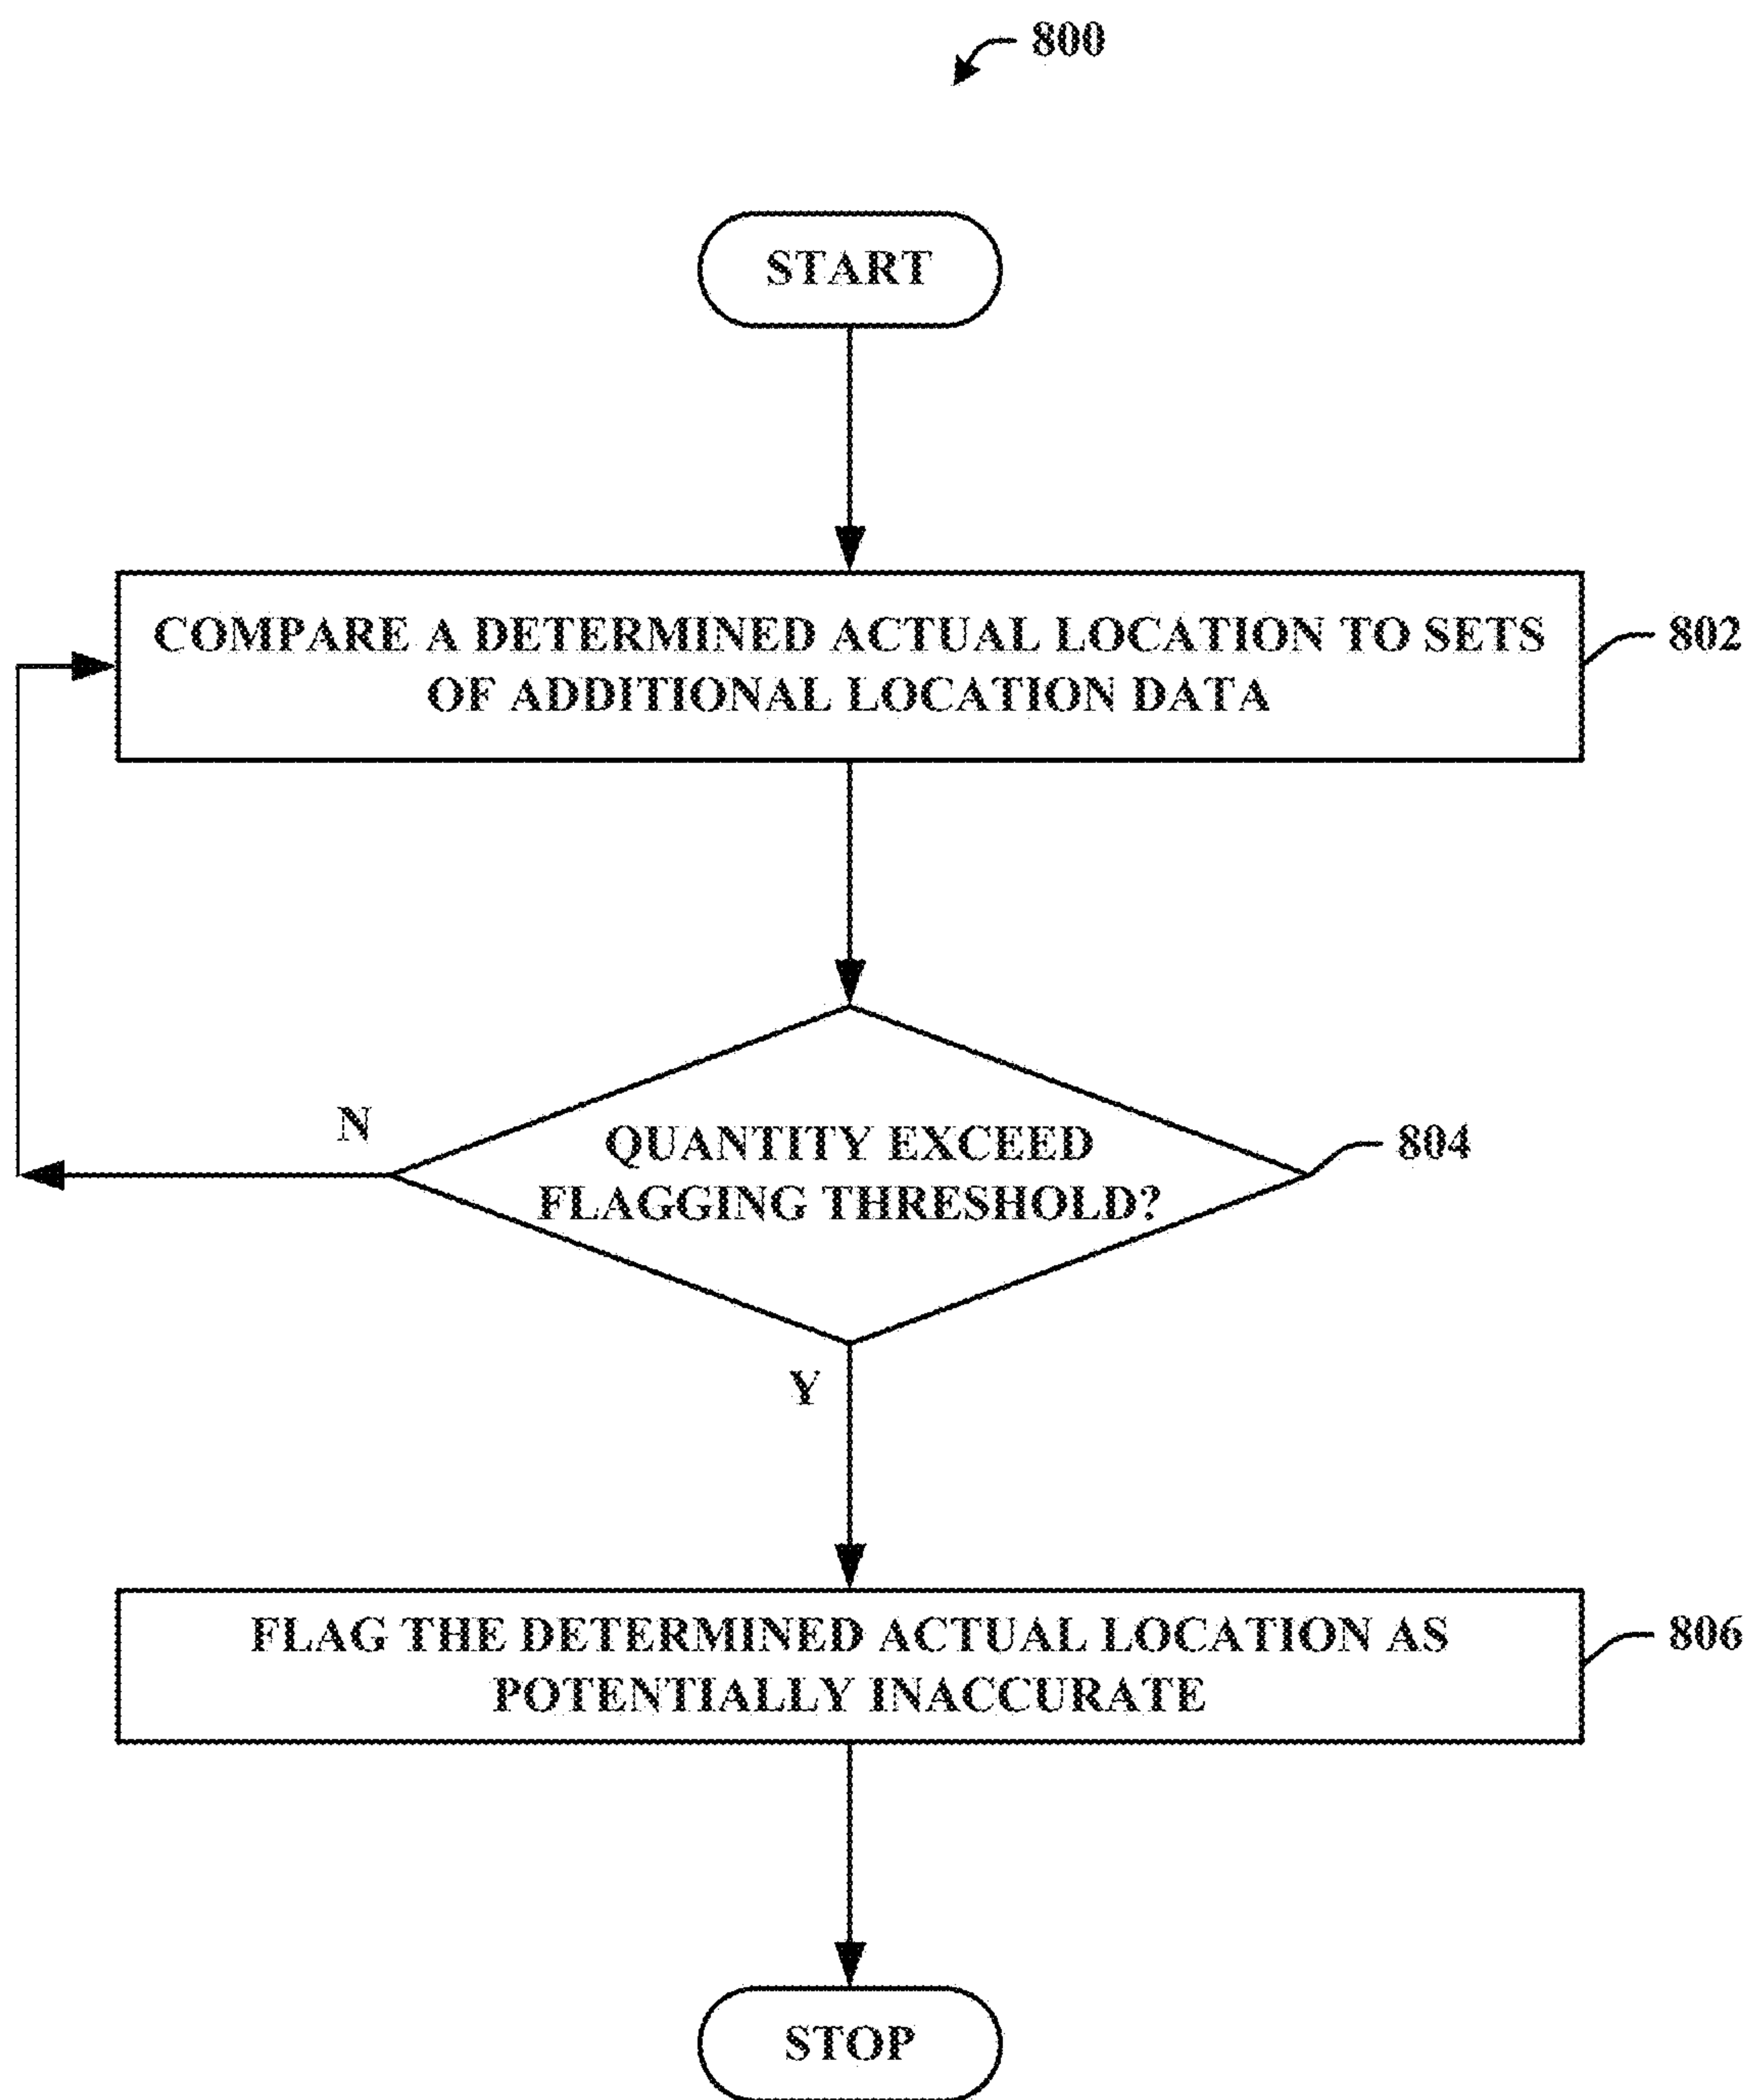 800
START
COMPARE A DETERMINED ACTUAL LOCATION TO SETS
OF ADDITIONAL LOCATION DATA
802
N
QUANTITY EXCEED
FLAGGING THRESHOLD?
804
Y
FLAG THE DETERMINED ACTUAL LOCATION AS
POTENTIALLY INACCURATE
806
STOP